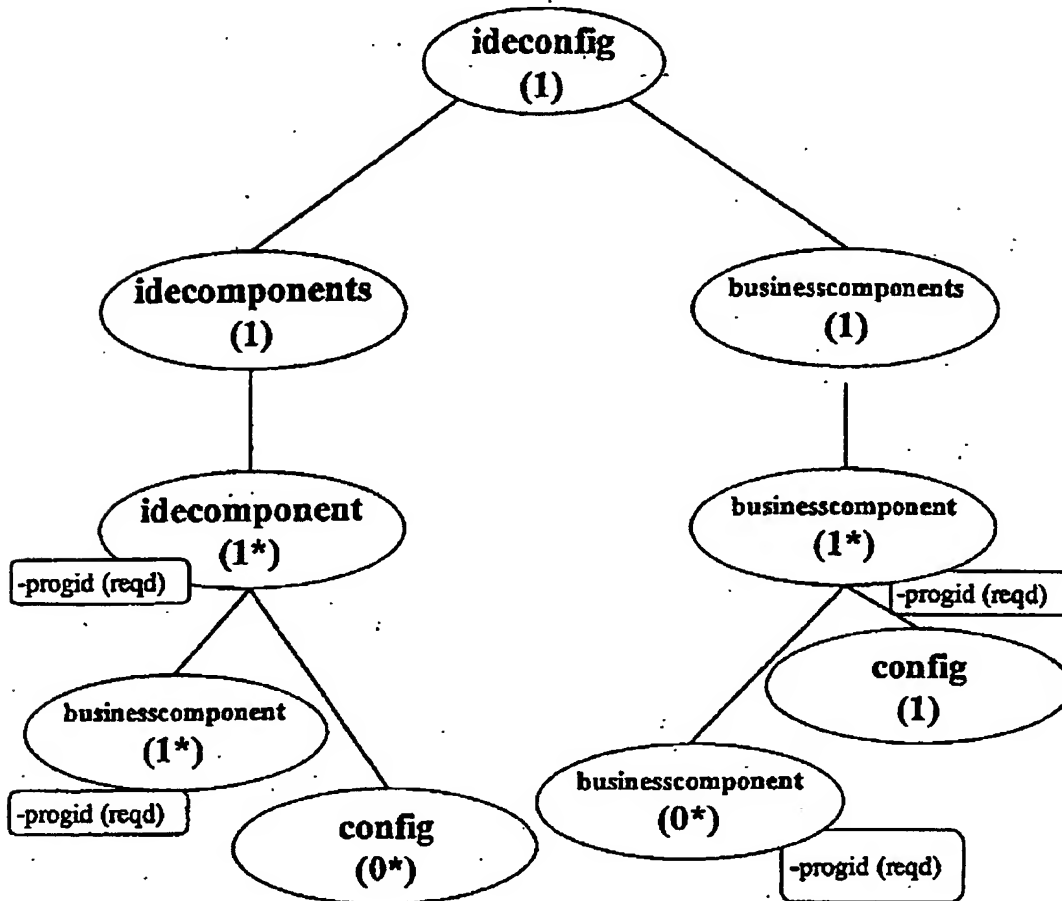 ideconfig
(1)
idecomponents
(1)
businesscomponents
(1)
idecomponent
(1*)
-progid (reqd)
businesscomponent
(1*)
-progid (reqd)
businesscomponent
(1*)
-progid (reqd)
config
(0*)
config
(1)
businesscomponent
(0*)
-progid (reqd)